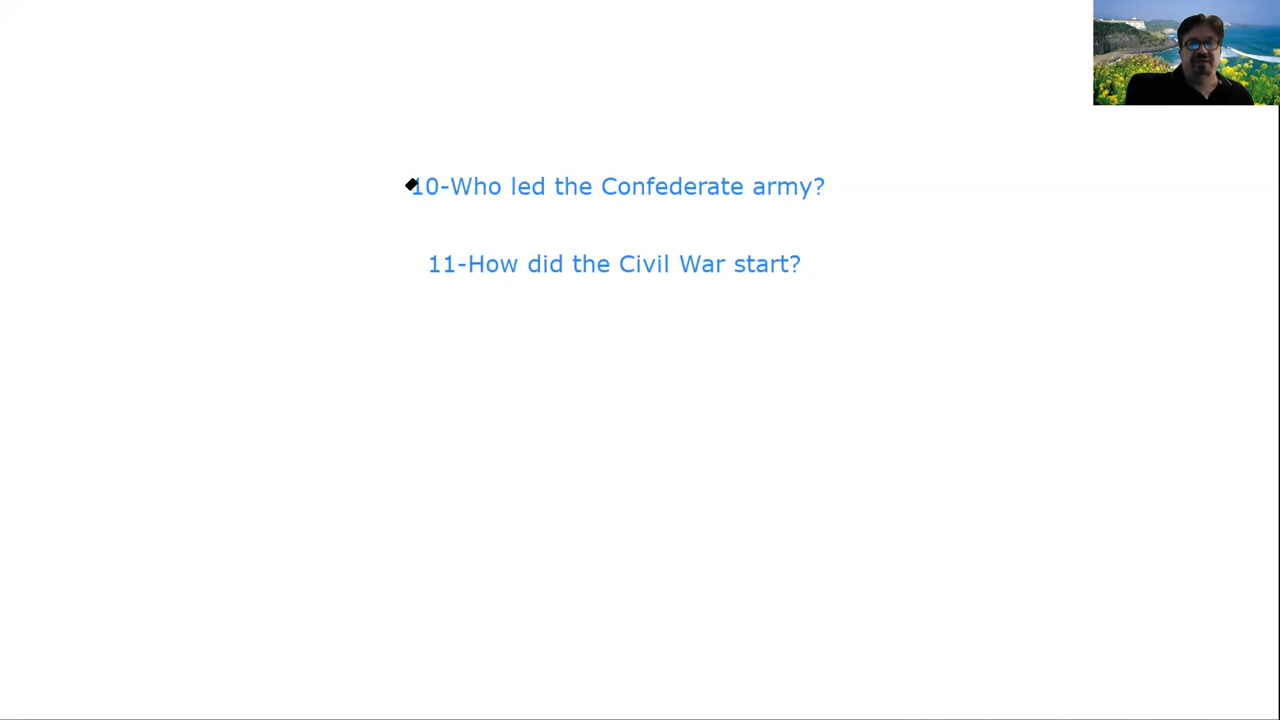 10-Who led the Confederate army?
11-How did the Civil War start?